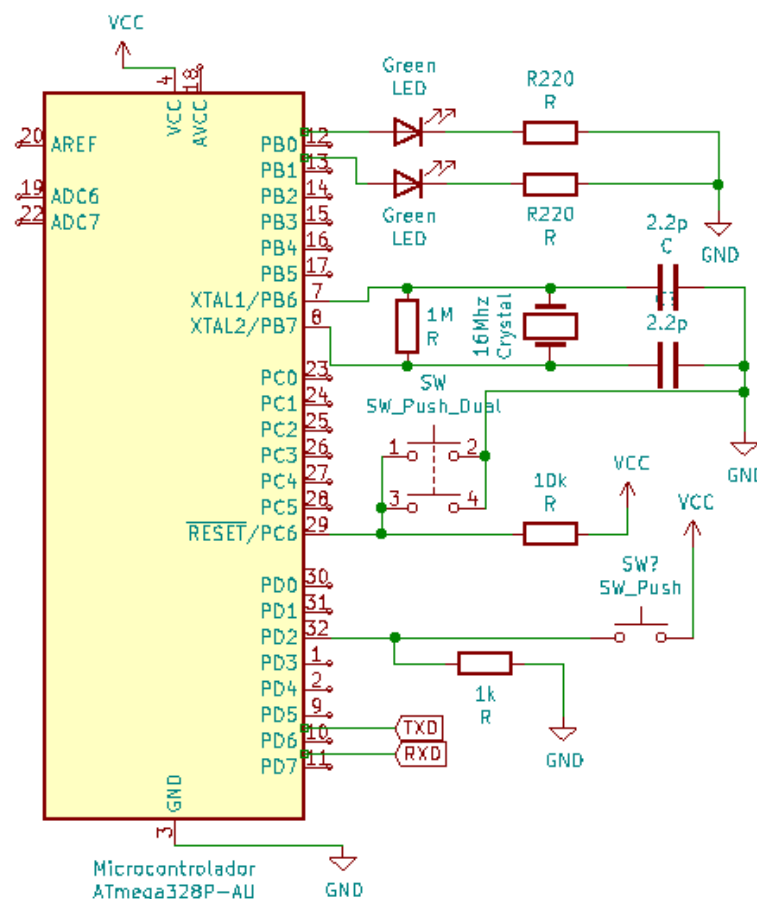 VCC
4
18
VCC
AVCC
20
AREF
19
ADC6
22
ADC7
PB0
12
PB1
13
PB2
14
PB3
15
PB4
16
PB5
17
XTAL1/PB6
7
XTAL2/PB7
8
PC0
23
PC1
24
PC2
25
PC3
26
PC4
27
PC5
28
RESET/PC6
29
PD0
30
PD1
31
PD2
32
PD3
1
PD4
2
PD5
9
PD6
10
PD7
11
GND
3
Microcontrolador
ATmega328P-AU
GND
Green
LED
R220
R
Green
LED
R220
R
GND
2.2p
C
2.2p
1M
R
16Mhz
Crystal
GND
SW
SW_Push_Dual
1
2
3
4
10k
R
VCC
VCC
SW?
SW_Push
1k
R
GND
TXD
RXD